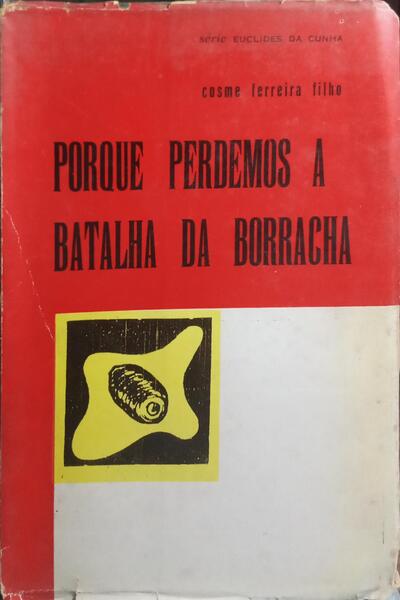 série EUCLIDES DA CUNHA
cosme ferreira filho
PORQUE PERDEMOS A
BATALHA DA BORRACHA